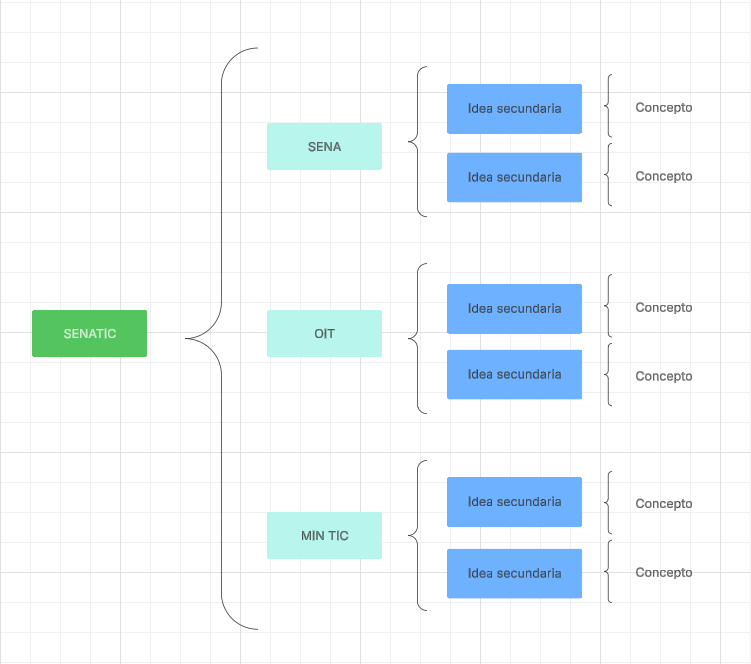 SENATIC
SENA
Idea secundaria
Concepto
Idea secundaria
Concepto
OIT
Idea secundaria
Concepto
Idea secundaria
Concepto
MIN TIC
Idea secundaria
Concepto
Idea secundaria
Concepto